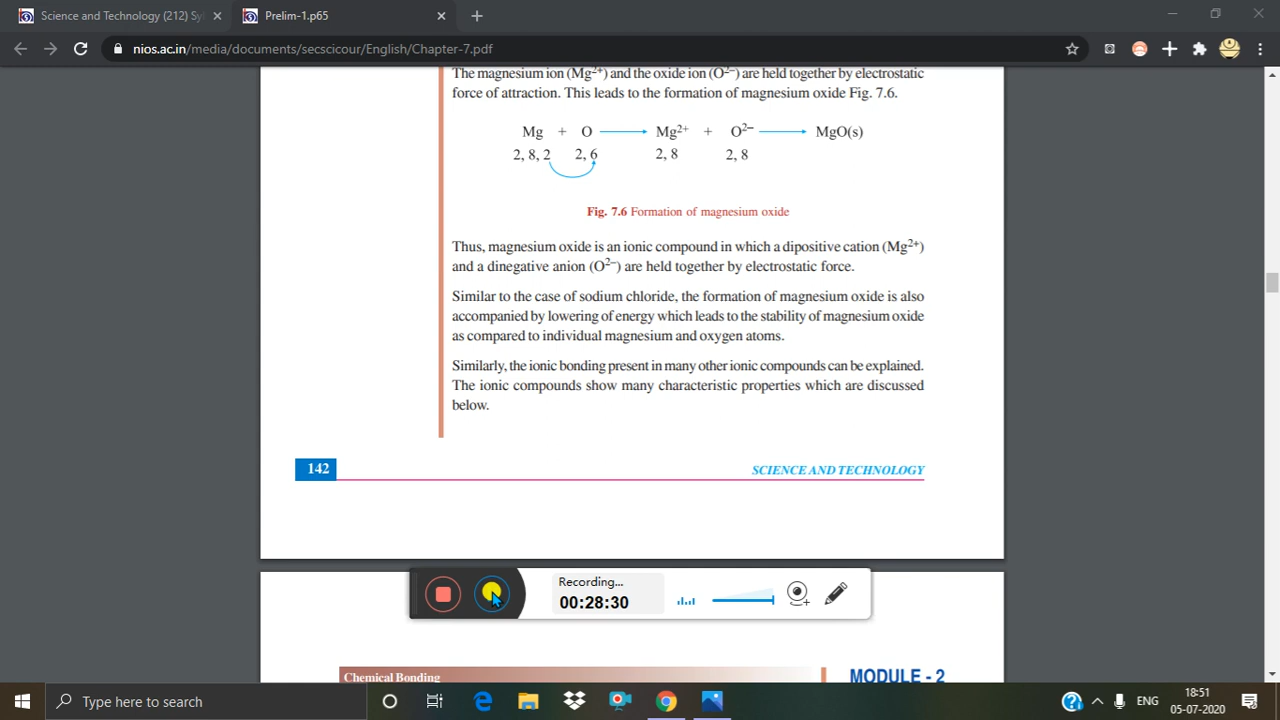 Science and Technology (212) Syl
Prelim-1.p65
nios.ac.in/media/documents/secscicour/English/Chapter-7.pdf
The magnesium ion (Mg²⁺) and the oxide ion (O²⁻) are held together by electrostatic
force of attraction. This leads to the formation of magnesium oxide Fig. 7.6.
Mg + O ⟶ Mg²⁺ + O²⁻ ⟶ MgO(s)
2, 8, 2 2, 6 2, 8 2, 8
Fig. 7.6 Formation of magnesium oxide
Thus, magnesium oxide is an ionic compound in which a dipositive cation (Mg²⁺)
and a dinegative anion (O²⁻) are held together by electrostatic force.
Similar to the case of sodium chloride, the formation of magnesium oxide is also
accompanied by lowering of energy which leads to the stability of magnesium oxide
as compared to individual magnesium and oxygen atoms.
Similarly, the ionic bonding present in many other ionic compounds can be explained.
The ionic compounds show many characteristic properties which are discussed
below.
142
SCIENCE AND TECHNOLOGY
Recording...
00:28:30
Chemical Bonding
MODULE - 2
Type here to search
ENG
18:51
05-07-2020